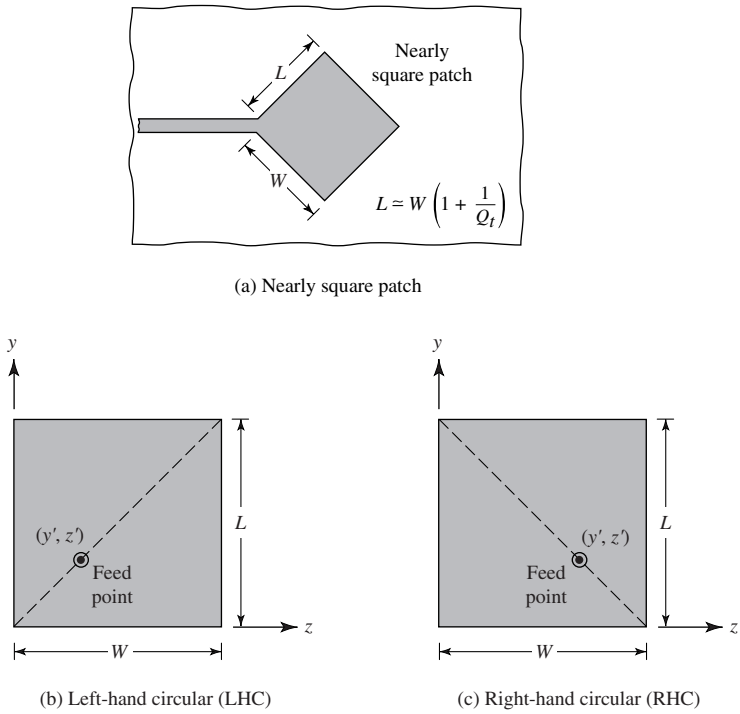 Nearly
square patch
L
W
L ≃ W (1 + 1/Qt)
(a) Nearly square patch
y
y
L
L
(y′, z′)
(y′, z′)
Feed
point
Feed
point
z
z
W
W
(b) Left-hand circular (LHC)
(c) Right-hand circular (RHC)